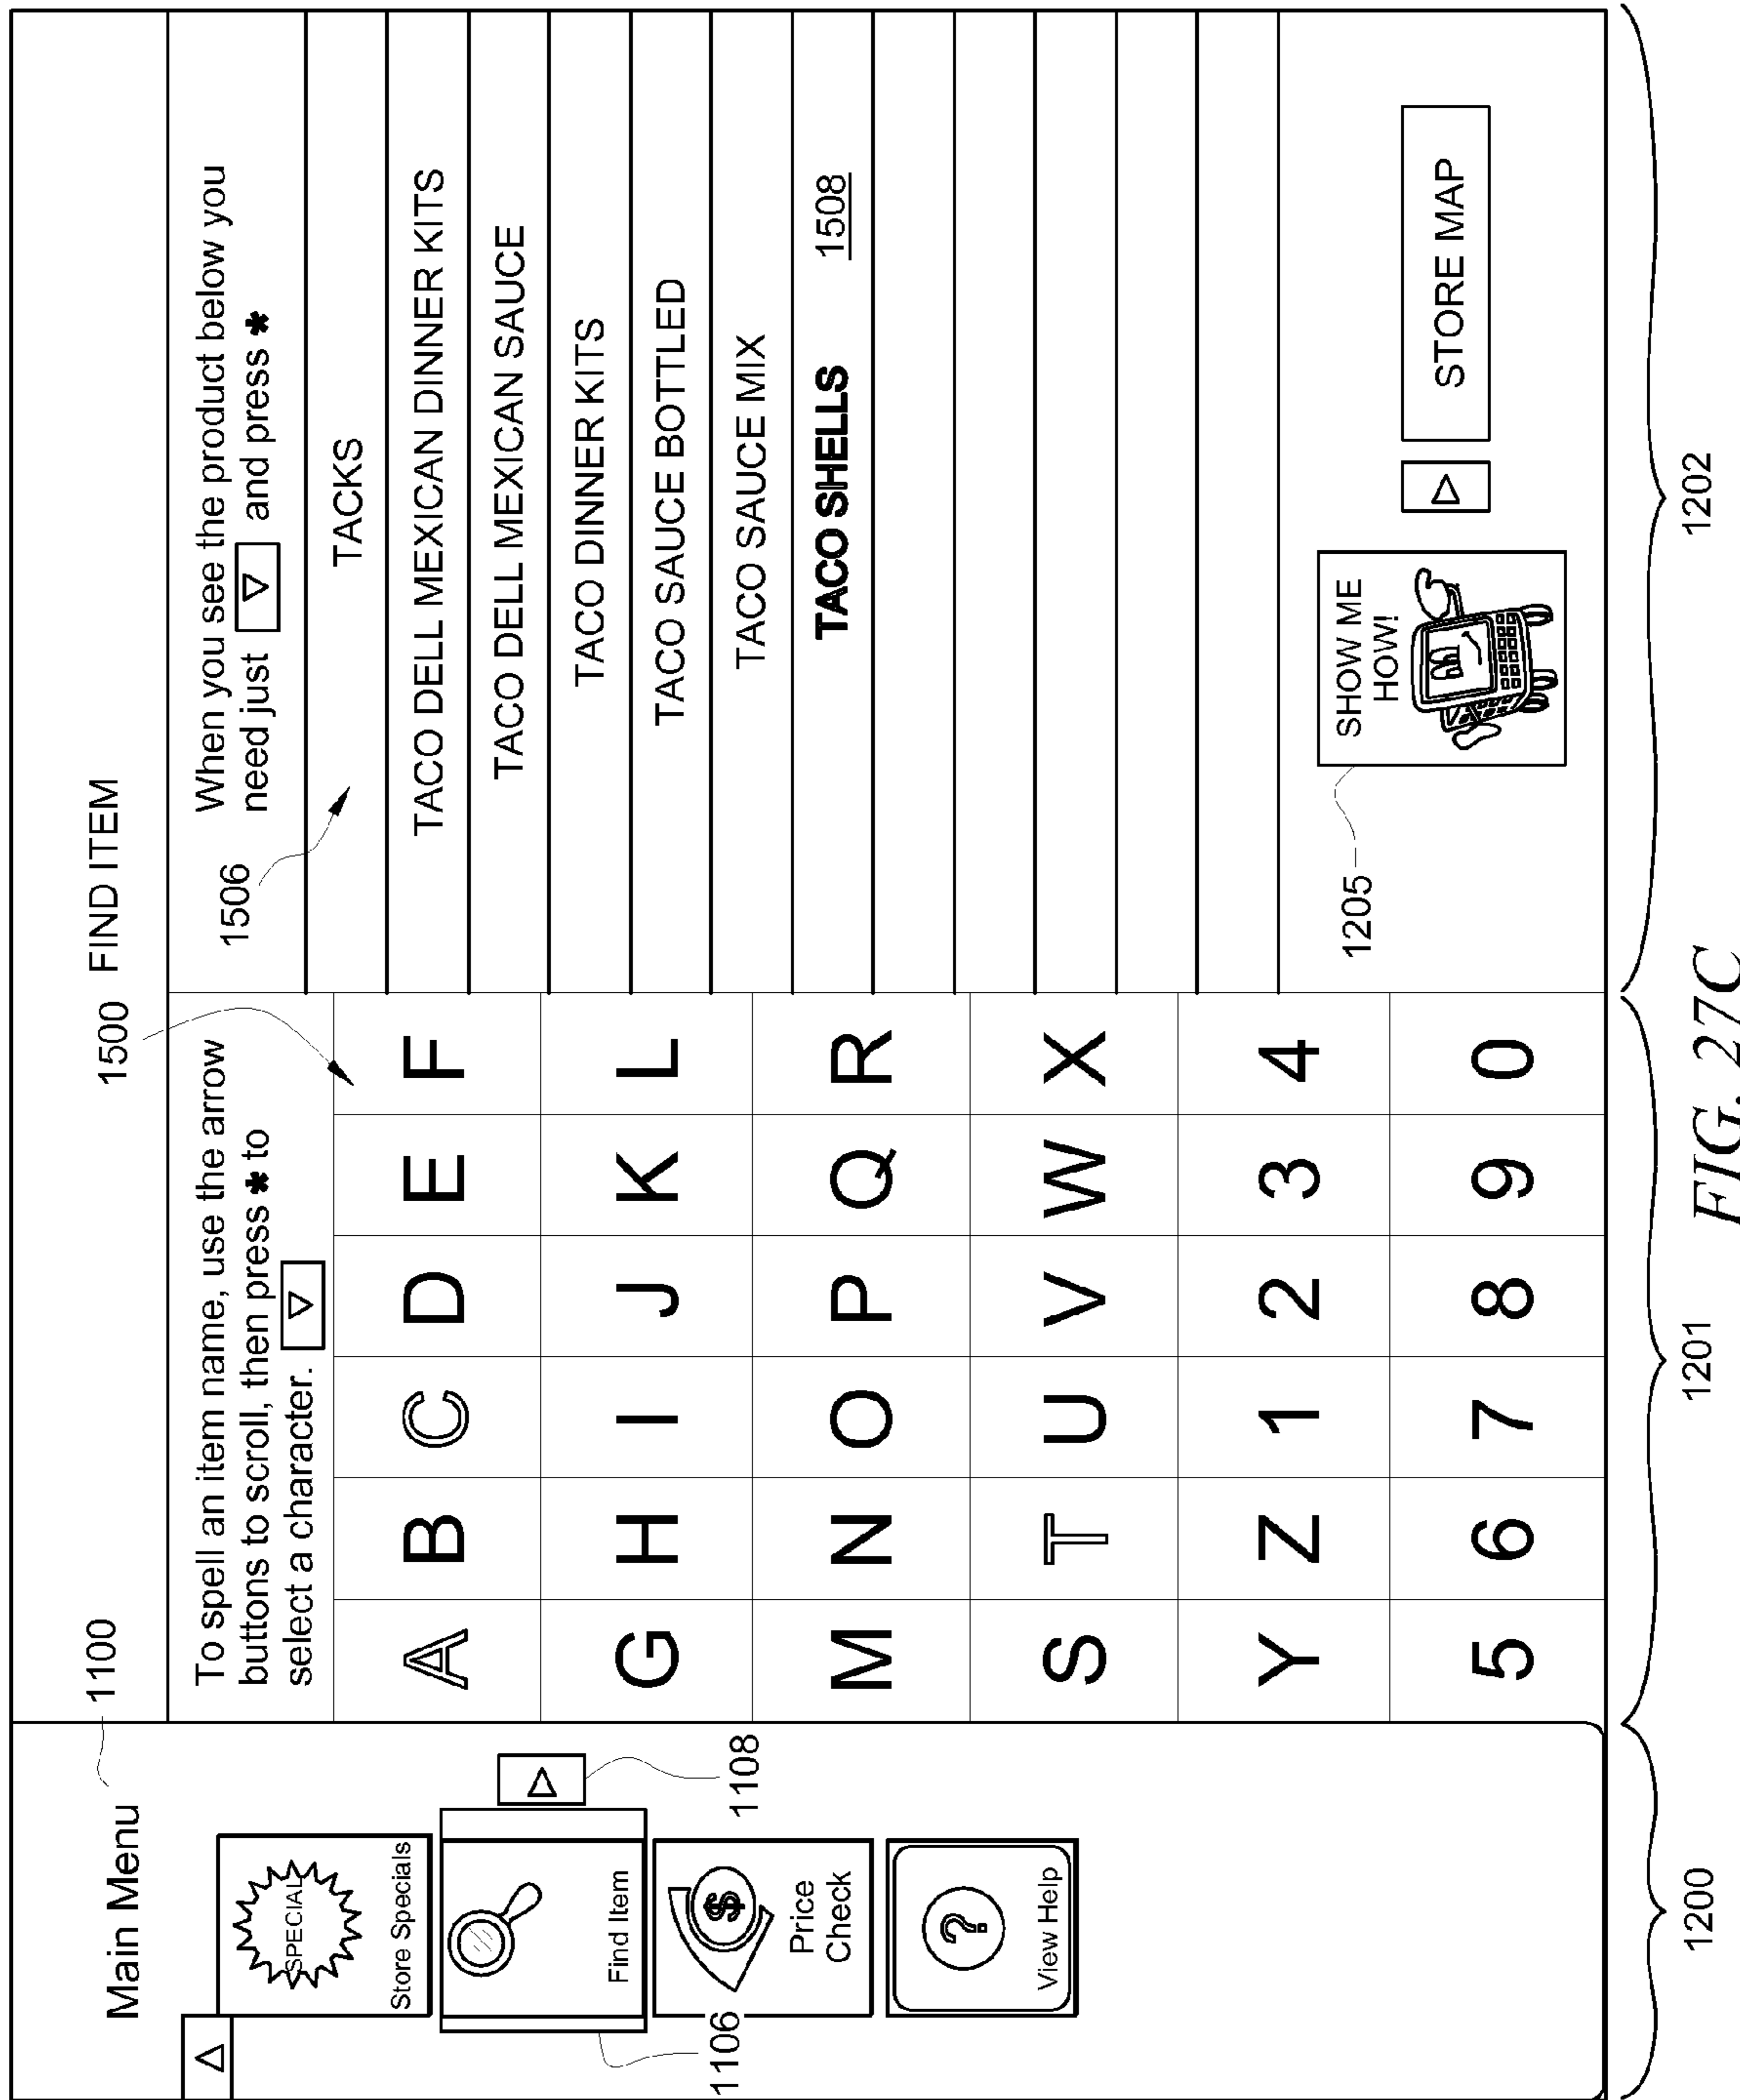 1100
1500 FIND ITEM
Main Menu
SPECIAL
Store Specials
Find Item
1108
1106
Price
Check
$
?
View Help
To spell an item name, use the arrow
buttons to scroll, then press * to
select a character.
A B C D E F
G H I J K L
M N O P Q R
S T U V W X
Y Z 1 2 3 4
5 6 7 8 9 0
When you see the product below you
need just and press *
1506
TACKS
TACO DELL MEXICAN DINNER KITS
TACO DELL MEXICAN SAUCE
TACO DINNER KITS
TACO SAUCE BOTTLED
TACO SAUCE MIX
TACO SHELLS 1508
SHOW ME
HOW!
1205
STORE MAP
1200 1201 1202
FIG. 27C